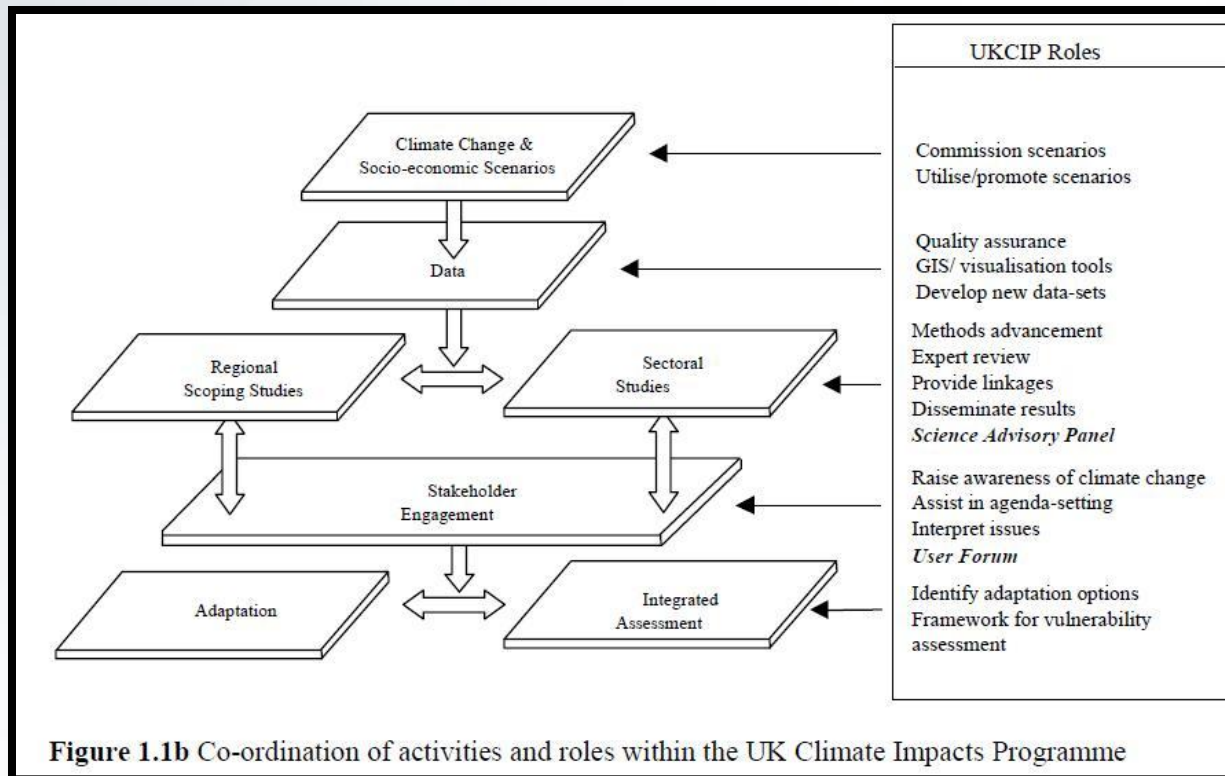 UKCIP Roles
Climate Change &
Socio-economic Scenarios
Commission scenarios
Utilise/promote scenarios
Data
Quality assurance
GIS/ visualisation tools
Develop new data-sets
Regional
Scoping Studies
Sectoral
Studies
Methods advancement
Expert review
Provide linkages
Disseminate results
Science Advisory Panel
Stakeholder
Engagement
Raise awareness of climate change
Assist in agenda-setting
Interpret issues
User Forum
Adaptation
Integrated
Assessment
Identify adaptation options
Framework for vulnerability
assessment
Figure 1.1b Co-ordination of activities and roles within the UK Climate Impacts Programme